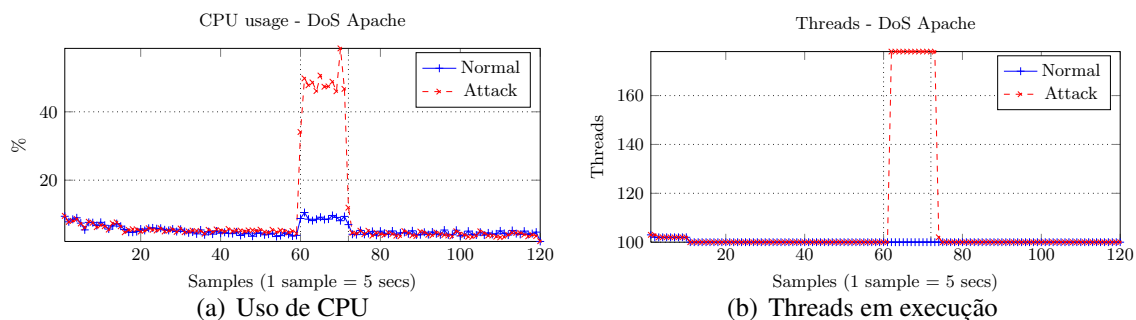 CPU usage - DoS Apache
Normal
Attack
40
20
%
20
40
60
80
100
120
Samples (1 sample = 5 secs)
(a) Uso de CPU
Threads - DoS Apache
Normal
Attack
160
140
120
100
Threads
20
40
60
80
100
120
Samples (1 sample = 5 secs)
(b) Threads em execução